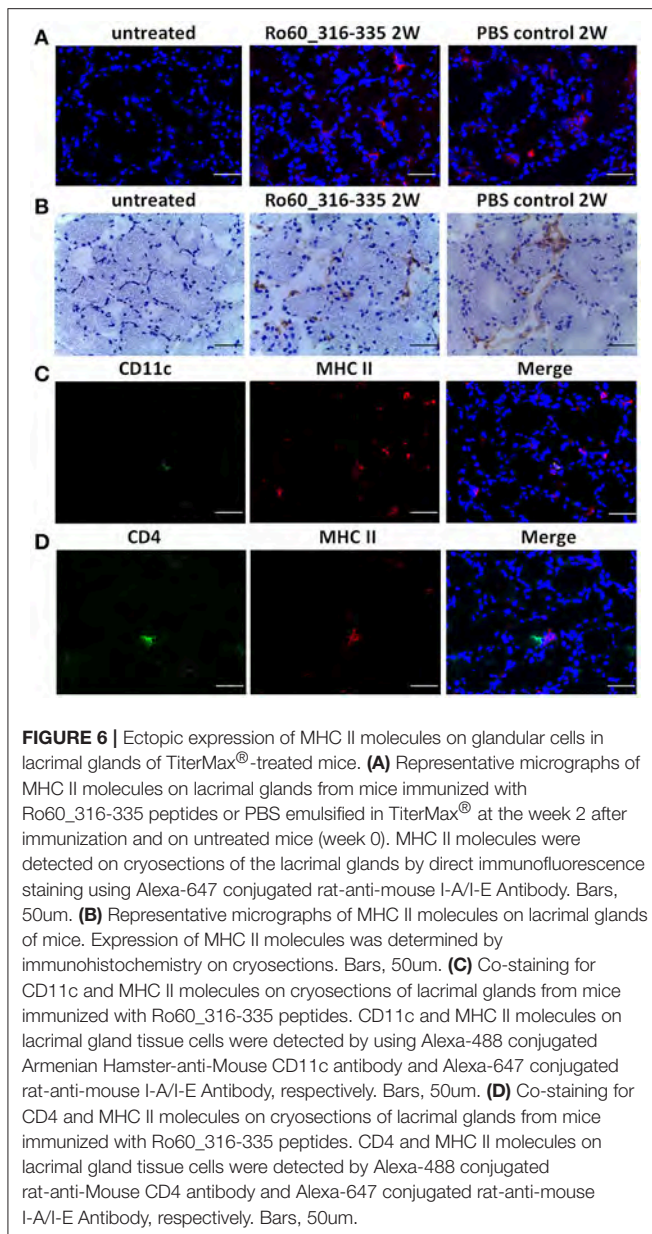 A
untreated Ro60_316-335 2W PBS control 2W
B
untreated Ro60_316-335 2W PBS control 2W
C
CD11c MHC II Merge
D
CD4 MHC II Merge
FIGURE 6 | Ectopic expression of MHC II molecules on glandular cells in
lacrimal glands of TiterMax®-treated mice. (A) Representative micrographs of
MHC II molecules on lacrimal glands from mice immunized with
Ro60_316-335 peptides or PBS emulsified in TiterMax® at the week 2 after
immunization and on untreated mice (week 0). MHC II molecules were
detected on cryosections of the lacrimal glands by direct immunofluorescence
staining using Alexa-647 conjugated rat-anti-mouse I-A/I-E Antibody. Bars,
50um. (B) Representative micrographs of MHC II molecules on lacrimal glands
of mice. Expression of MHC II molecules was determined by
immunohistochemistry on cryosections. Bars, 50um. (C) Co-staining for
CD11c and MHC II molecules on cryosections of lacrimal glands from mice
immunized with Ro60_316-335 peptides. CD11c and MHC II molecules on
lacrimal gland tissue cells were detected by using Alexa-488 conjugated
Armenian Hamster-anti-Mouse CD11c antibody and Alexa-647 conjugated
rat-anti-mouse I-A/I-E Antibody, respectively. Bars, 50um. (D) Co-staining for
CD4 and MHC II molecules on cryosections of lacrimal glands from mice
immunized with Ro60_316-335 peptides. CD4 and MHC II molecules on
lacrimal gland tissue cells were detected by Alexa-488 conjugated
rat-anti-Mouse CD4 antibody and Alexa-647 conjugated rat-anti-mouse
I-A/I-E Antibody, respectively. Bars, 50um.